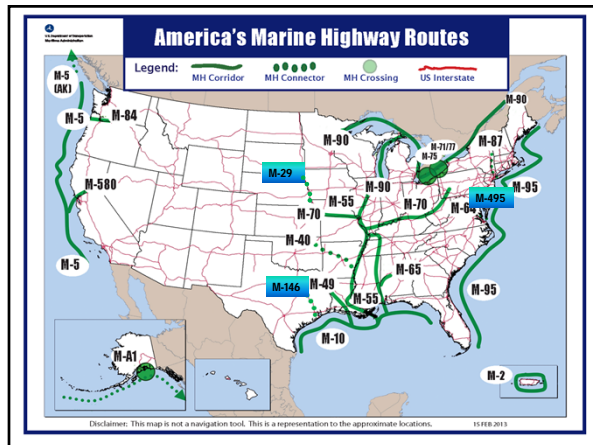 U.S. Department of Transportation
Maritime Administration
America's Marine Highway Routes
Legend:
MH Corridor
MH Connector
MH Crossing
US Interstate
M-5
(AK)
M-5
M-84
M-90
M-90
M-71/77
M-75
M-87
M-29
M-580
M-55
M-90
M-95
M-495
M-70
M-70
M-64
M-40
M-5
M-65
M-146
M-49
M-55
M-95
M-10
M-A1
M-2
Disclaimer: This map is not a navigation tool. This is a representation to the approximate locations.
15 FEB 2013